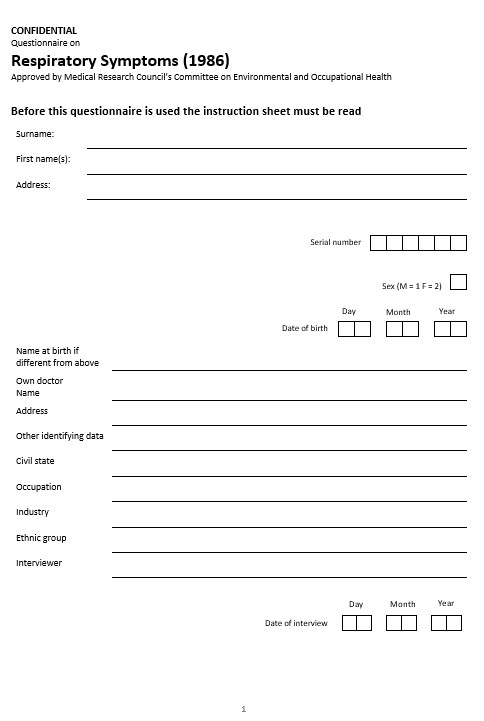 CONFIDENTIAL
Questionnaire on
Respiratory Symptoms (1986)
Approved by Medical Research Council's Committee on Environmental and Occupational Health
Before this questionnaire is used the instruction sheet must be read
Surname:
First name(s):
Address:
Serial number
Sex (M = 1 F = 2)
Day Month Year
Date of birth
Name at birth if
different from above
Own doctor
Name
Address
Other identifying data
Civil state
Occupation
Industry
Ethnic group
Interviewer
Day Month Year
Date of interview
1